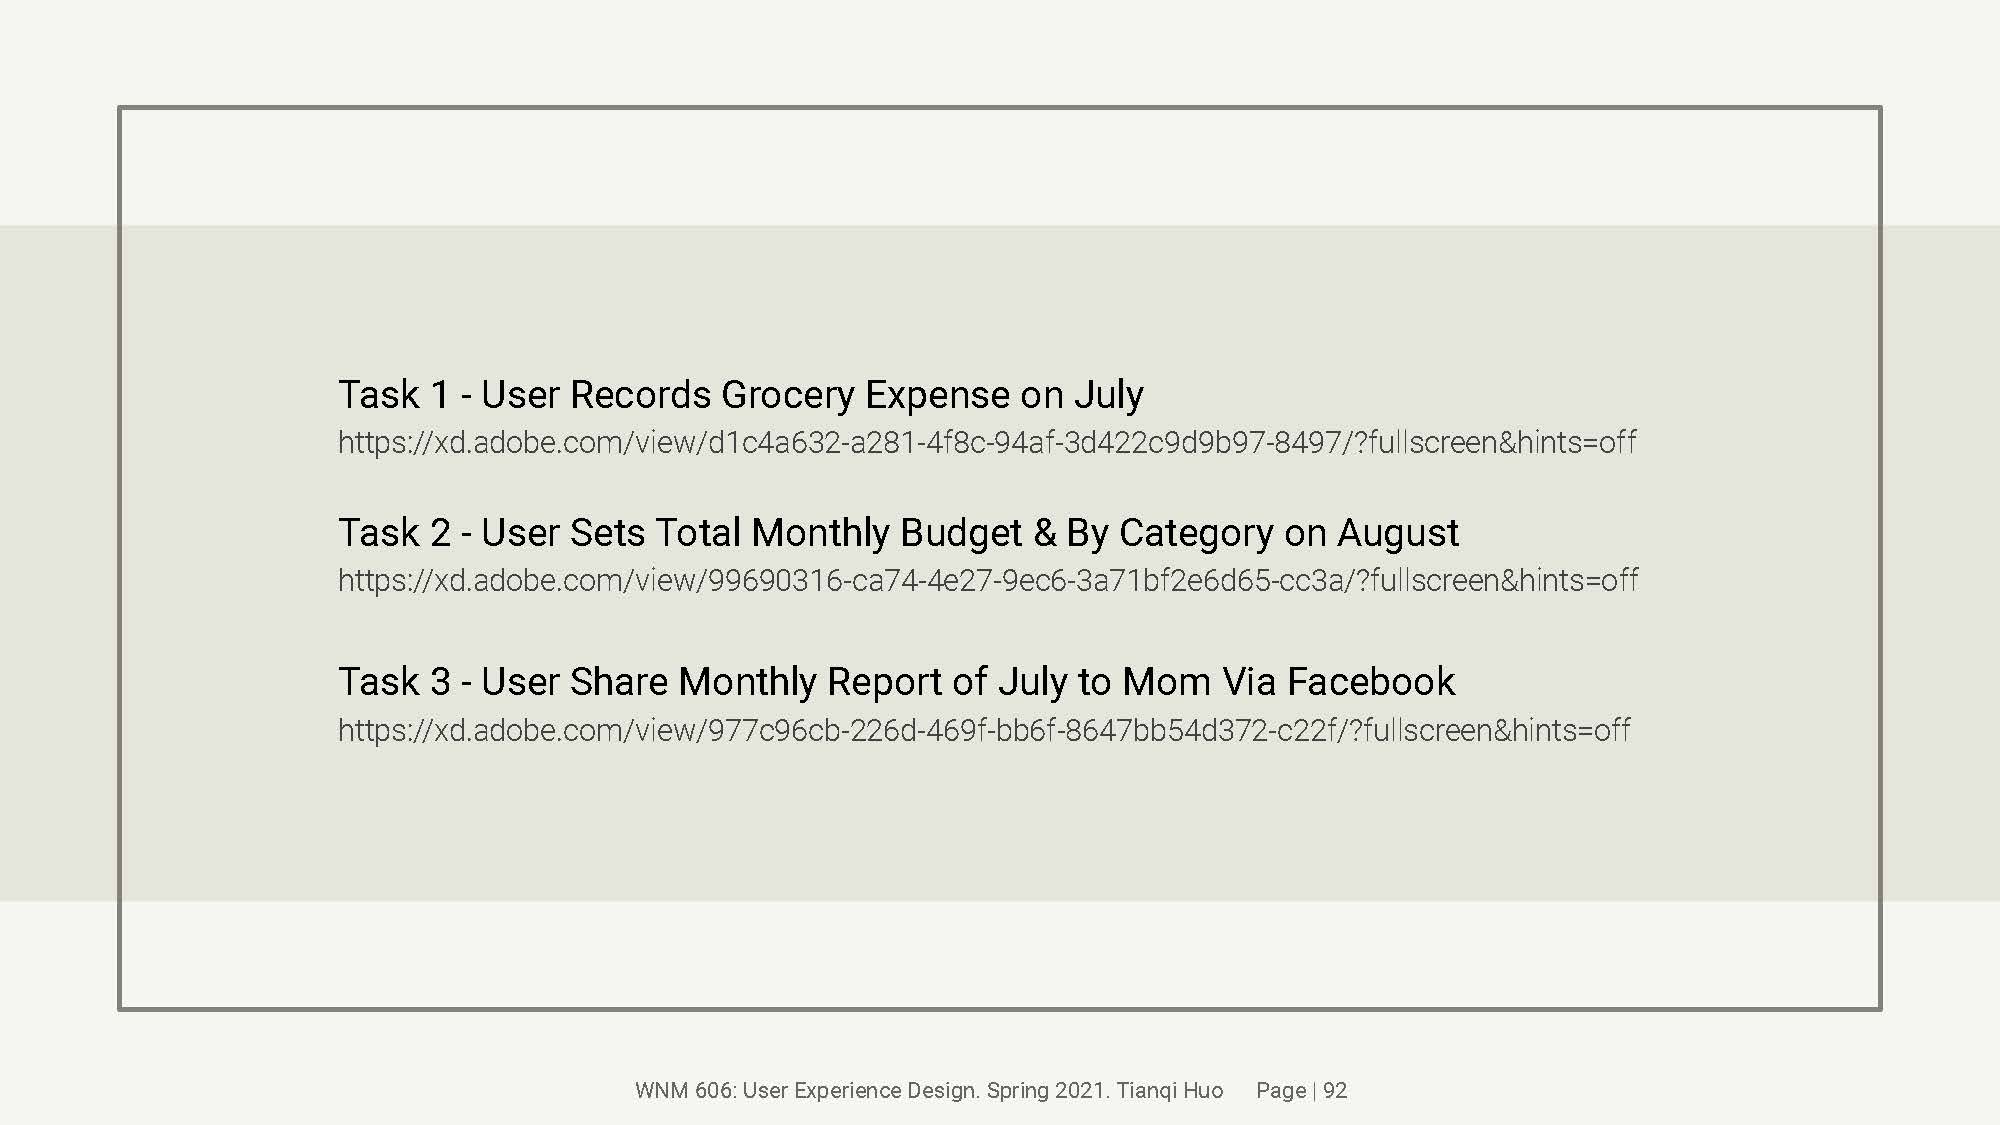 Task 1 - User Records Grocery Expense on July
https://xd.adobe.com/view/d1c4a632-a281-4f8c-94af-3d422c9d9b97-8497/?fullscreen&hints=off
Task 2 - User Sets Total Monthly Budget & By Category on August
https://xd.adobe.com/view/99690316-ca74-4e27-9ec6-3a71bf2e6d65-cc3a/?fullscreen&hints=off
Task 3 - User Share Monthly Report of July to Mom Via Facebook
https://xd.adobe.com/view/977c96cb-226d-469f-bb6f-8647bb54d372-c22f/?fullscreen&hints=off
WNM 606: User Experience Design. Spring 2021. Tianqi Huo Page | 92